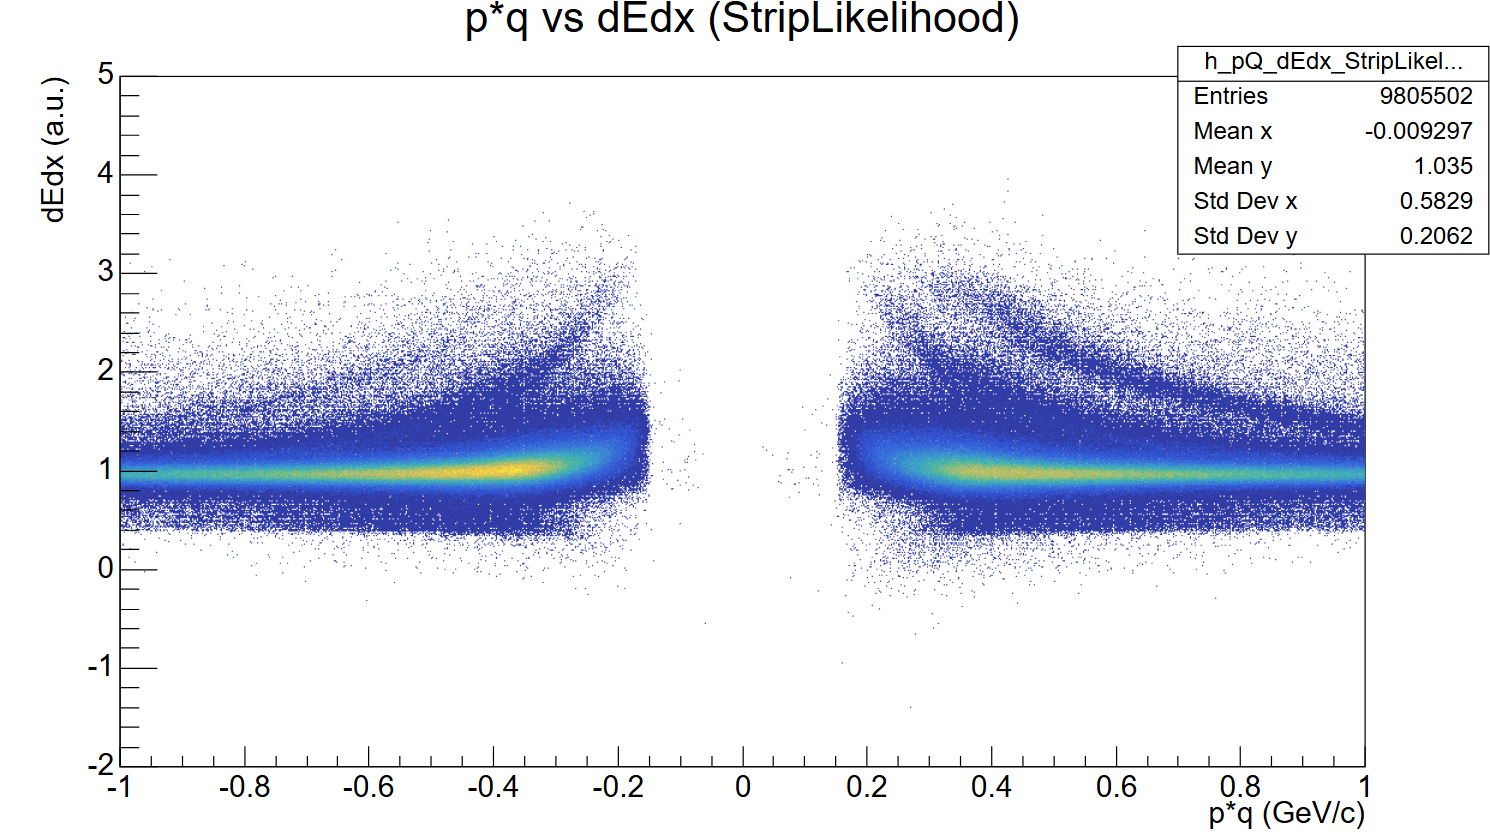 p*q vs dEdx (StripLikelihood)
h_pQ_dEdx_StripLikel...
Entries 9805502
Mean x -0.009297
Mean y 1.035
Std Dev x 0.5829
Std Dev y 0.2062
dEdx (a.u.)
5
4
3
2
1
0
-1
-2
-1 -0.8 -0.6 -0.4 -0.2 0 0.2 0.4 0.6 0.8 1
p*q (GeV/c)